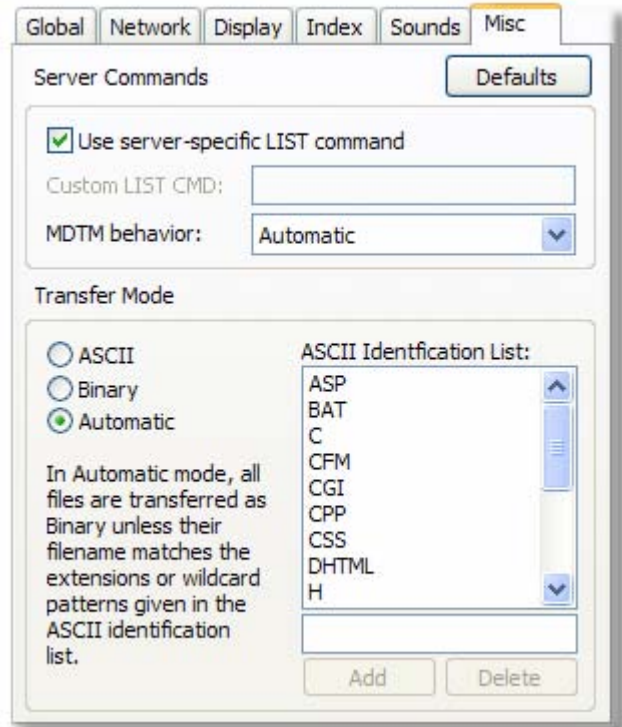 Global Network Display Index Sounds Misc
Server Commands
Defaults
Use server-specific LIST command
Custom LIST CMD:
MDTM behavior: Automatic
Transfer Mode
ASCII
Binary
Automatic
In Automatic mode, all
files are transferred as
Binary unless their
filename matches the
extensions or wildcard
patterns given in the
ASCII identification
list.
ASCII Identfication List:
ASP
BAT
C
CFM
CGI
CPP
CSS
DHTML
H
Add Delete